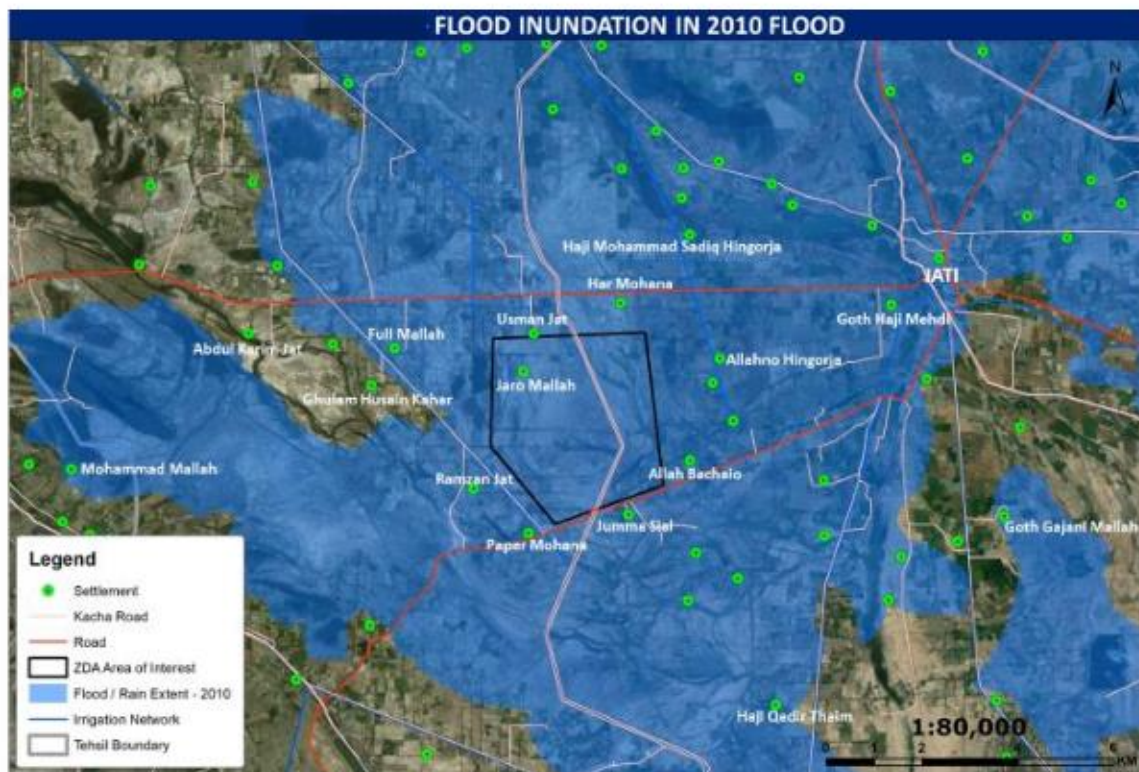 FLOOD INUNDATION IN 2010 FLOOD
N
Haji Mohammad Sadiq Hingorja
JATI
Har Mohana
Goth Haji Mehdi
Usman Jat
Full Mallah
Abdul Karim Jat
Allahno Hingorja
Jaro Mallah
Ghulam Husain Kahar
Mohammad Mallah
Ramzan Jat
Allah Bachaio
Jumma Sial
Goth Gajani Mallah
Paper Mohana
Legend
Settlement
Kacha Road
Road
ZDA Area of Interest
Flood / Rain Extent - 2010
Irrigation Network
Tehsil Boundary
Haji Qadir Thaim
1:80,000
0 1 2 4 6
KM